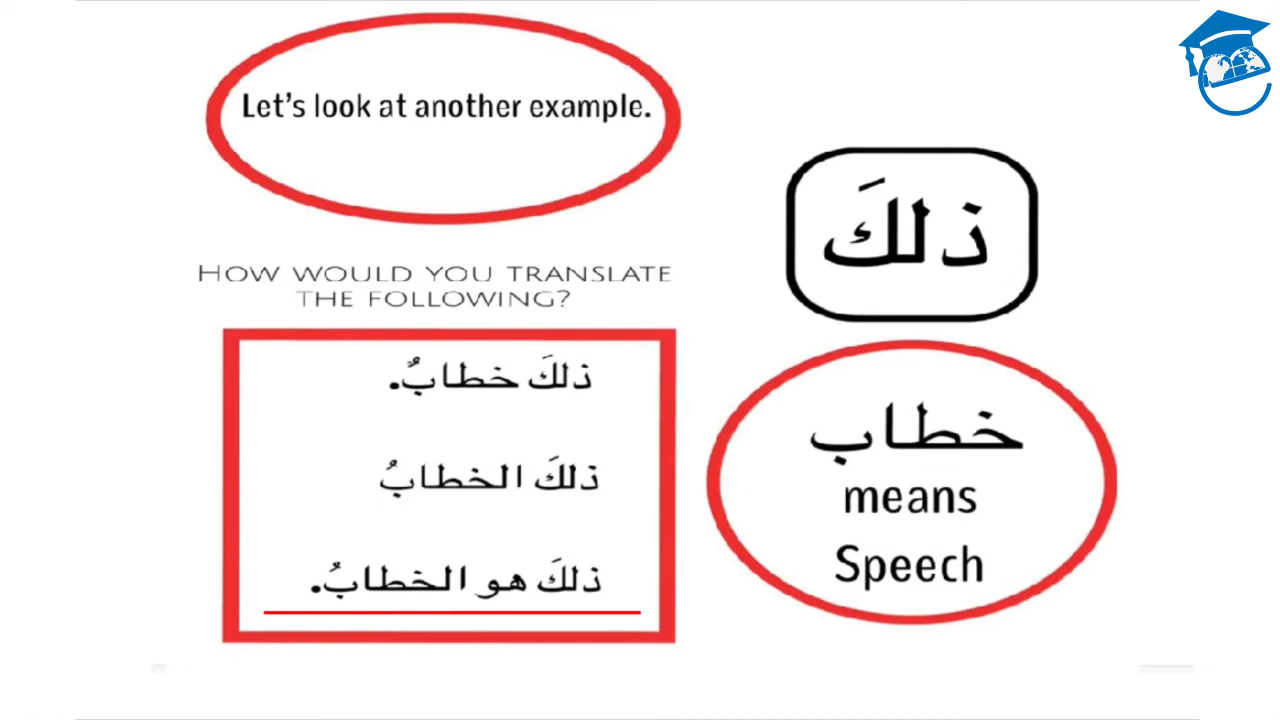 Let's look at another example.
HOW WOULD YOU TRANSLATE
THE FOLLOWING?
ذلكَ خطابٌ.
ذلكَ الخطابُ
ذلكَ هو الخطابُ.
ذلكَ
خطاب
means
Speech